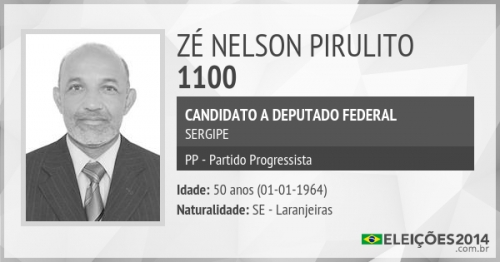 ZÉ NELSON PIRULITO
1100
CANDIDATO A DEPUTADO FEDERAL
SERGIPE
PP - Partido Progressista
Idade: 50 anos (01-01-1964)
Naturalidade: SE - Laranjeiras
ELEIÇÕES2014
.com.br